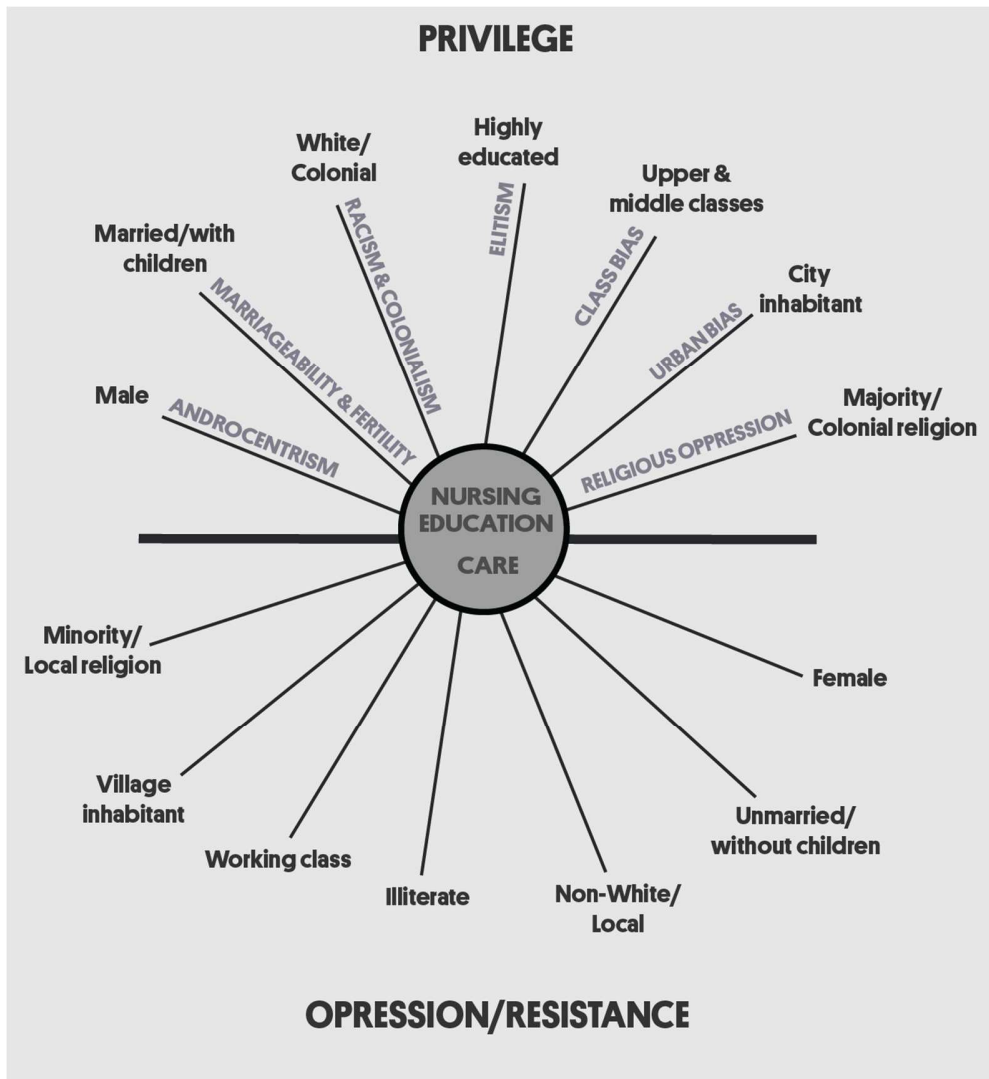 PRIVILEGE
Highly
educated
White/
Colonial
Upper &
middle classes
Married/with
children
City
inhabitant
Male
Majority/
Colonial religion
ANDROCENTRISM
MARRIAGEABILITY & FERTILITY
RACISM & COLONIALISM
ELITISM
CLASS BIAS
URBAN BIAS
RELIGIOUS OPPRESSION
NURSING
EDUCATION
CARE
Minority/
Local religion
Female
Village
inhabitant
Unmarried/
without children
Working class
Illiterate
Non-White/
Local
OPRESSION/RESISTANCE